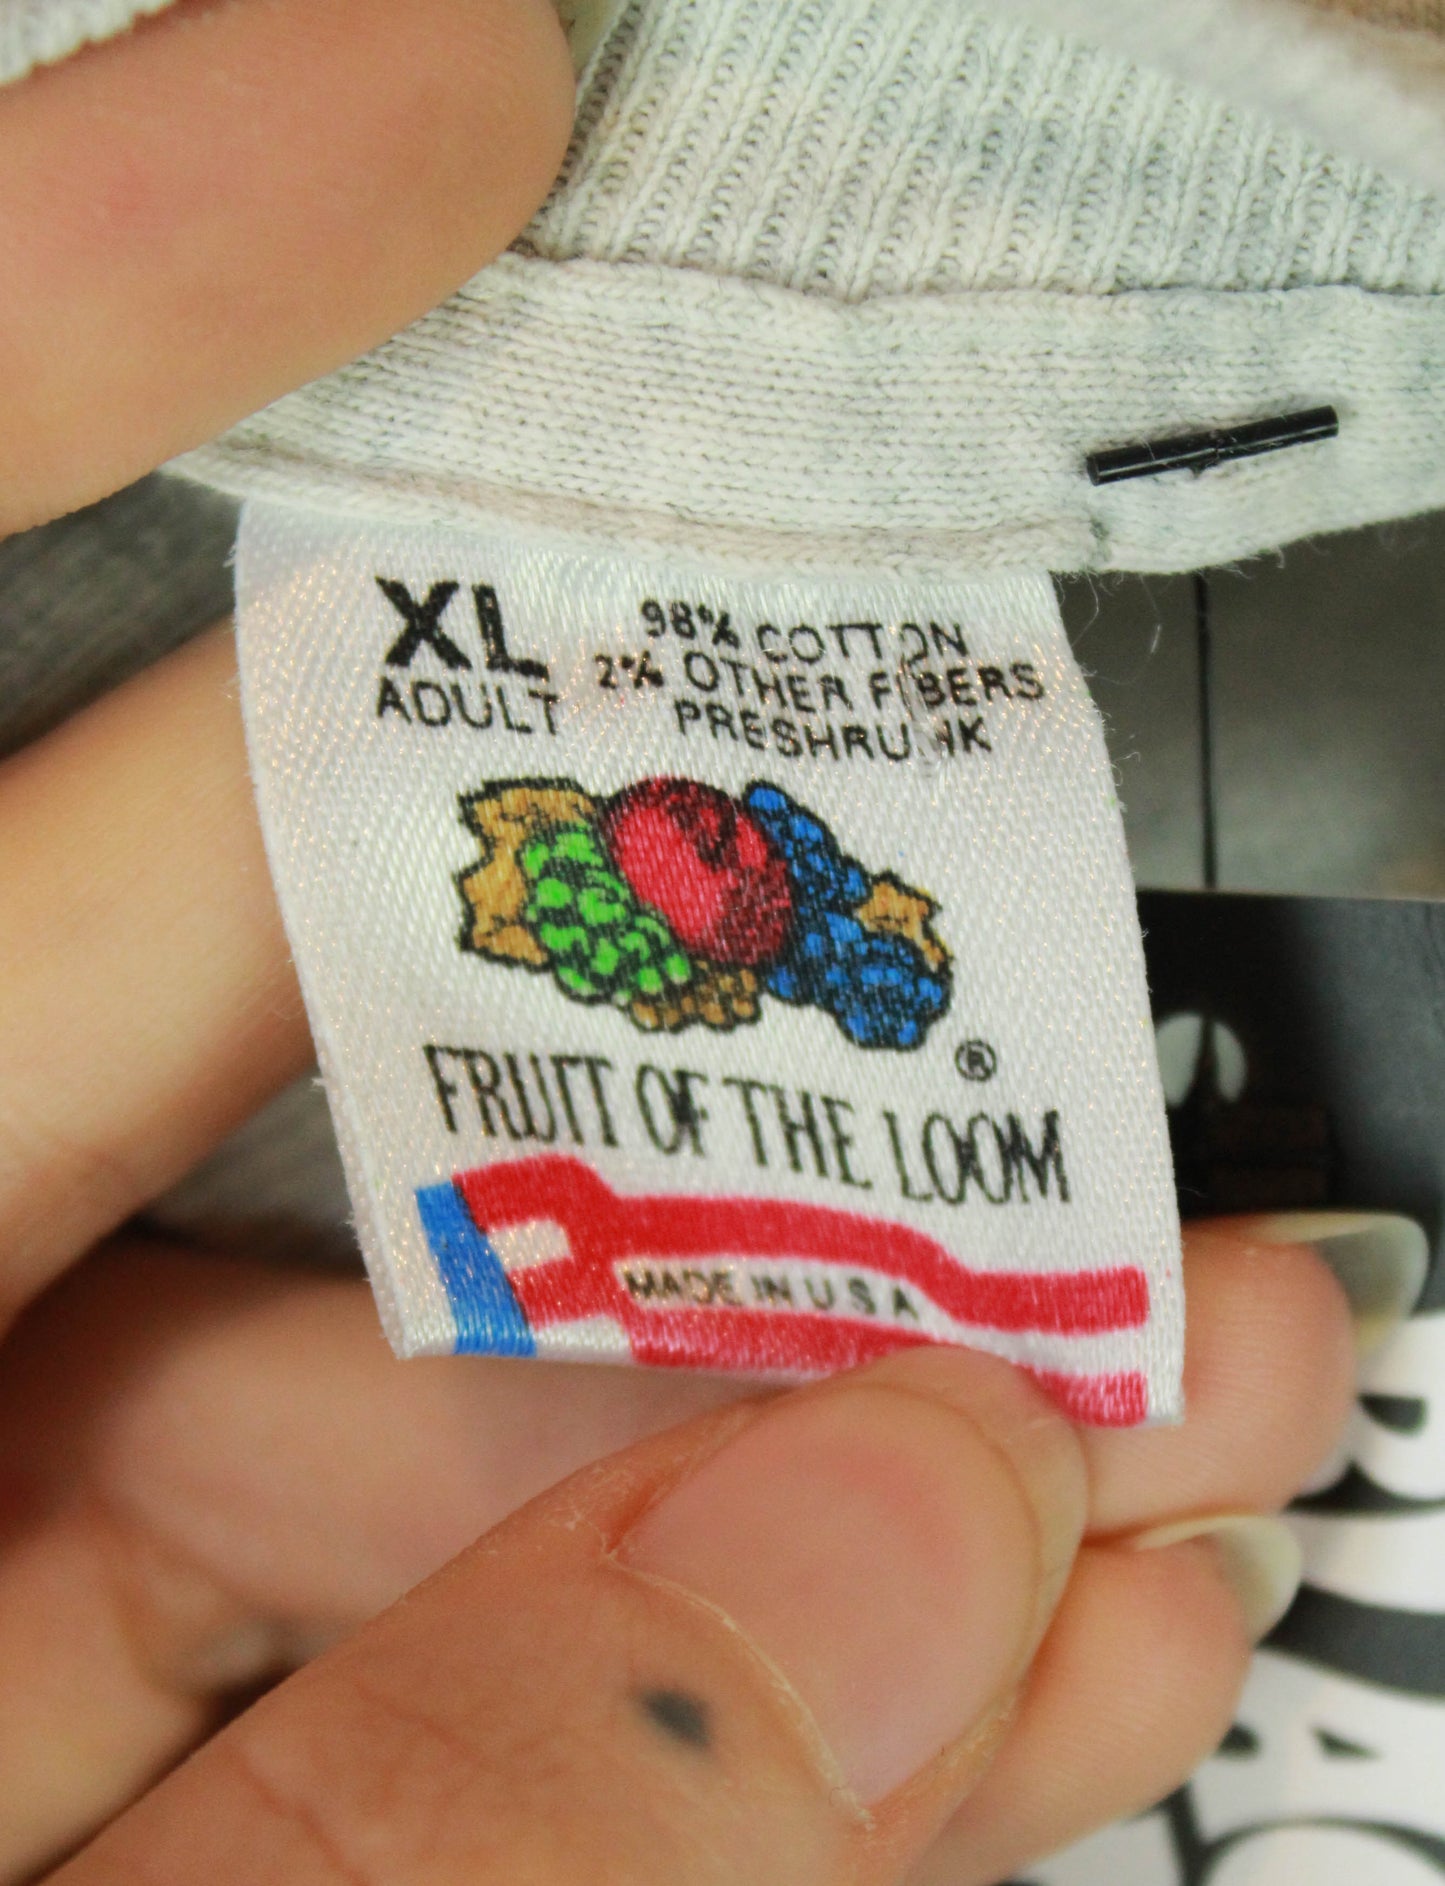 XL
ADULT
98% COTTON
2% OTHER FIBERS
PRESHRUNK
®
FRUIT OF THE LOOM
MADE IN U S A